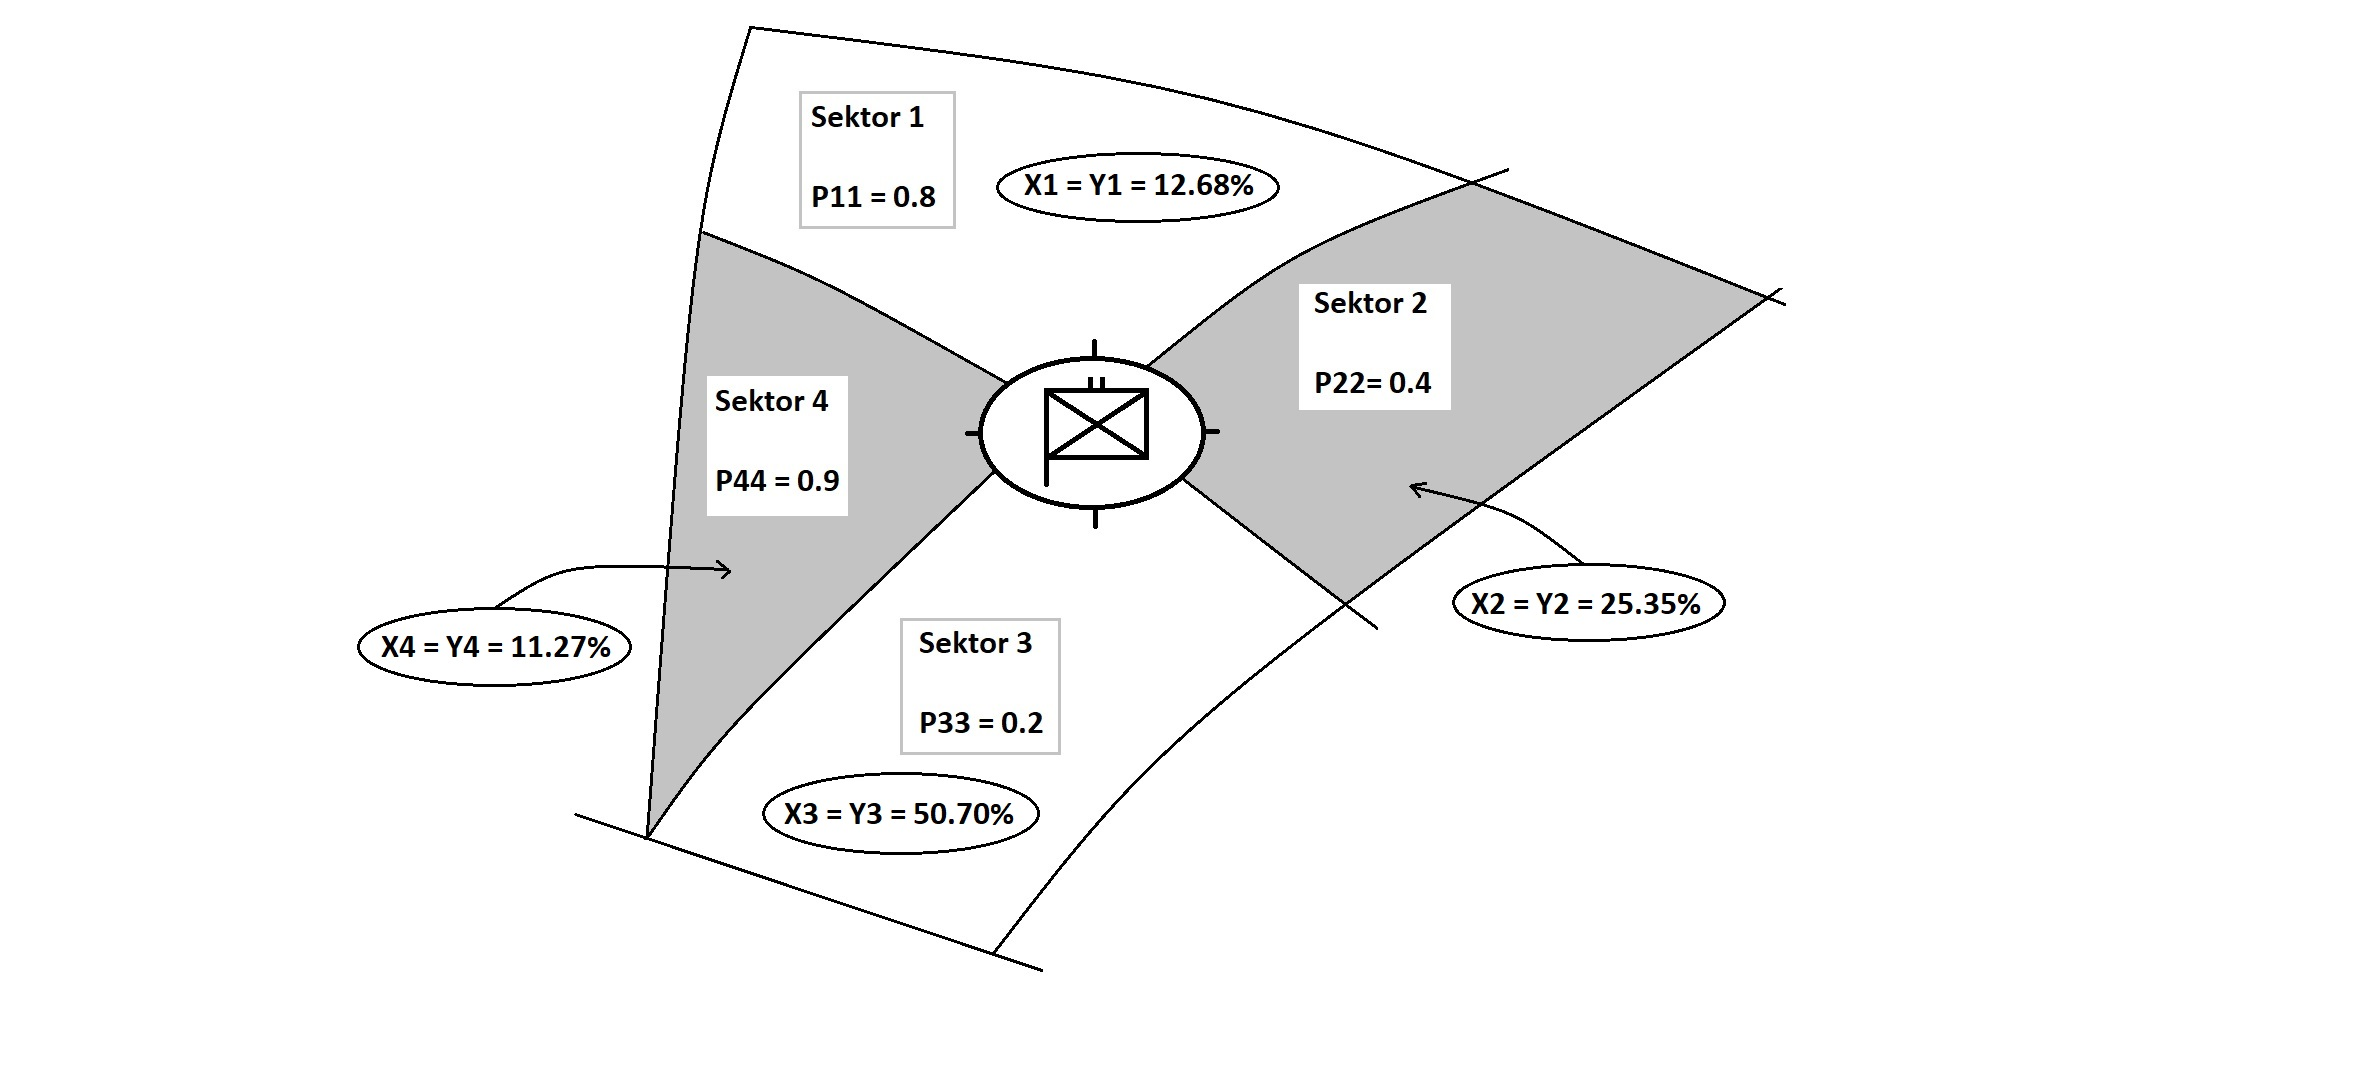 Sektor 1
P11 = 0.8
X1 = Y1 = 12.68%
Sektor 2
P22= 0.4
X2 = Y2 = 25.35%
Sektor 4
P44 = 0.9
X4 = Y4 = 11.27%
Sektor 3
P33 = 0.2
X3 = Y3 = 50.70%